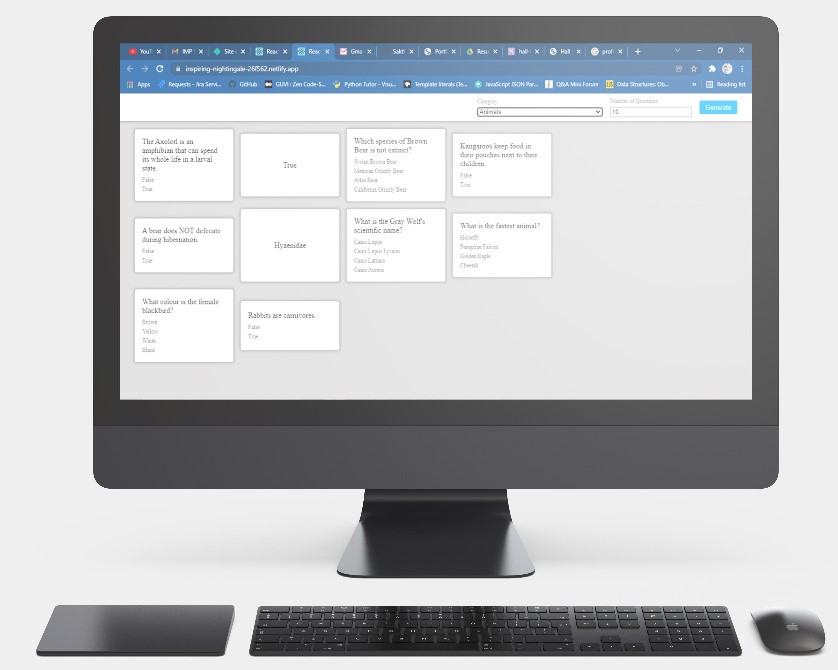 YouT
IMP
Site
Reac
Reac
Gma
Sakti
Portf
Resu
hall-
Hall
profi
inspiring-nightingale-26f562.netlify.app
Apps
Requests - Jira Servi...
GitHub
GUVI | Zen Code-S...
Python Tutor - Visu...
Template literals (Te...
JavaScript JSON Par...
Q&A Mini Forum
Data Structures: Ob...
»
Reading list
Category
Animals
Number of Questions
10
Generate
The Axolotl is an
amphibian that can spend
its whole life in a larval
state.
False
True
True
Which species of Brown
Bear is not extinct?
Syrian Brown Bear
Mexican Grizzly Bear
Atlas Bear
California Grizzly Bear
Kangaroos keep food in
their pouches next to their
children.
False
True
A bear does NOT defecate
during hibernation.
False
True
Hyaenidae
What is the Gray Wolf's
scientific name?
Canis Lupus
Canis Lupus Lycaon
Canis Latrans
Canis Aureus
What is the fastest animal?
Horsefly
Peregrine Falcon
Golden Eagle
Cheetah
What colour is the female
blackbird?
Brown
Yellow
White
Black
Rabbits are carnivores.
False
True